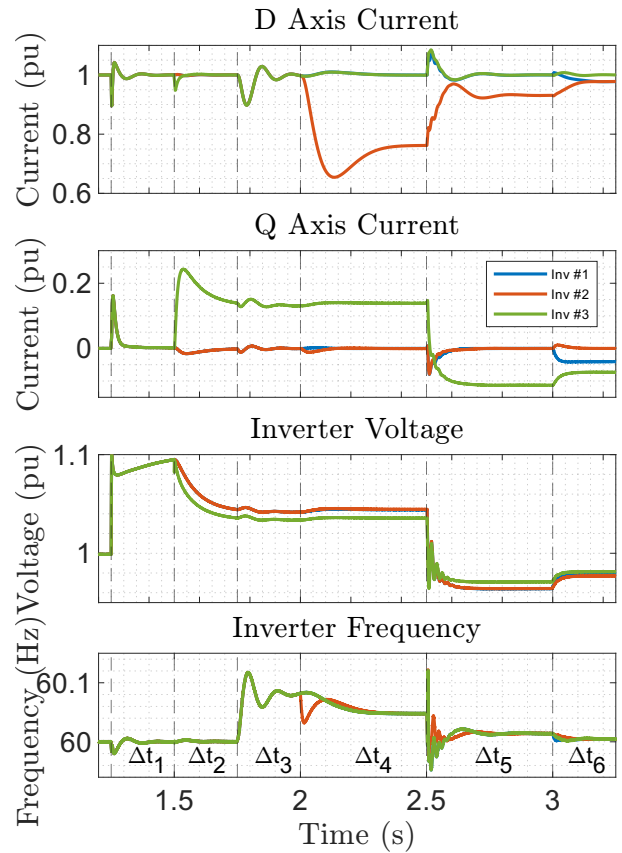 D Axis Current
Current (pu)
1
0.8
0.6
Q Axis Current
Current (pu)
0.2
0
Inv #1
Inv #2
Inv #3
Inverter Voltage
Voltage (pu)
1.1
1
Inverter Frequency
Frequency (Hz)
60.1
60
Δt1 Δt2 Δt3 Δt4 Δt5 Δt6
1.5 2 2.5 3
Time (s)